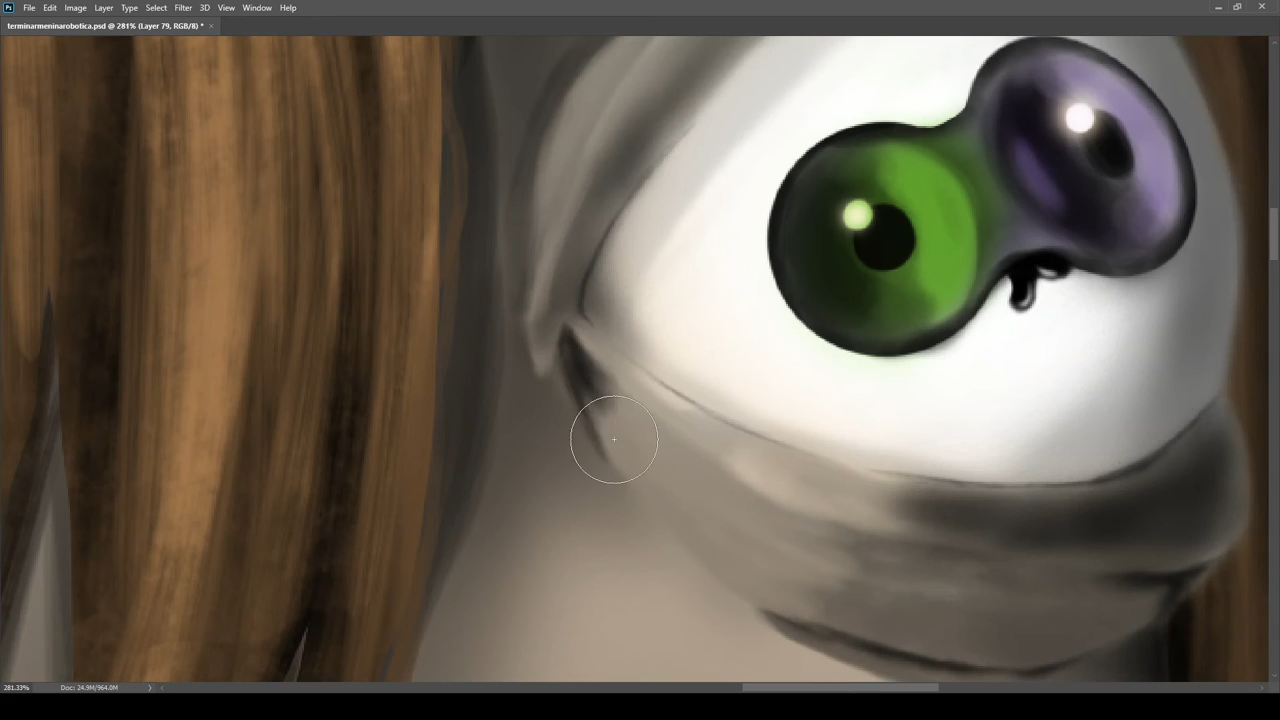 Ps File Edit Image Layer Type Select Filter 3D View Window Help
terminarmeninarobotica.psd @ 281% (Layer 79, RGB/8) * ×
281.33% Doc: 24.9M/964.0M